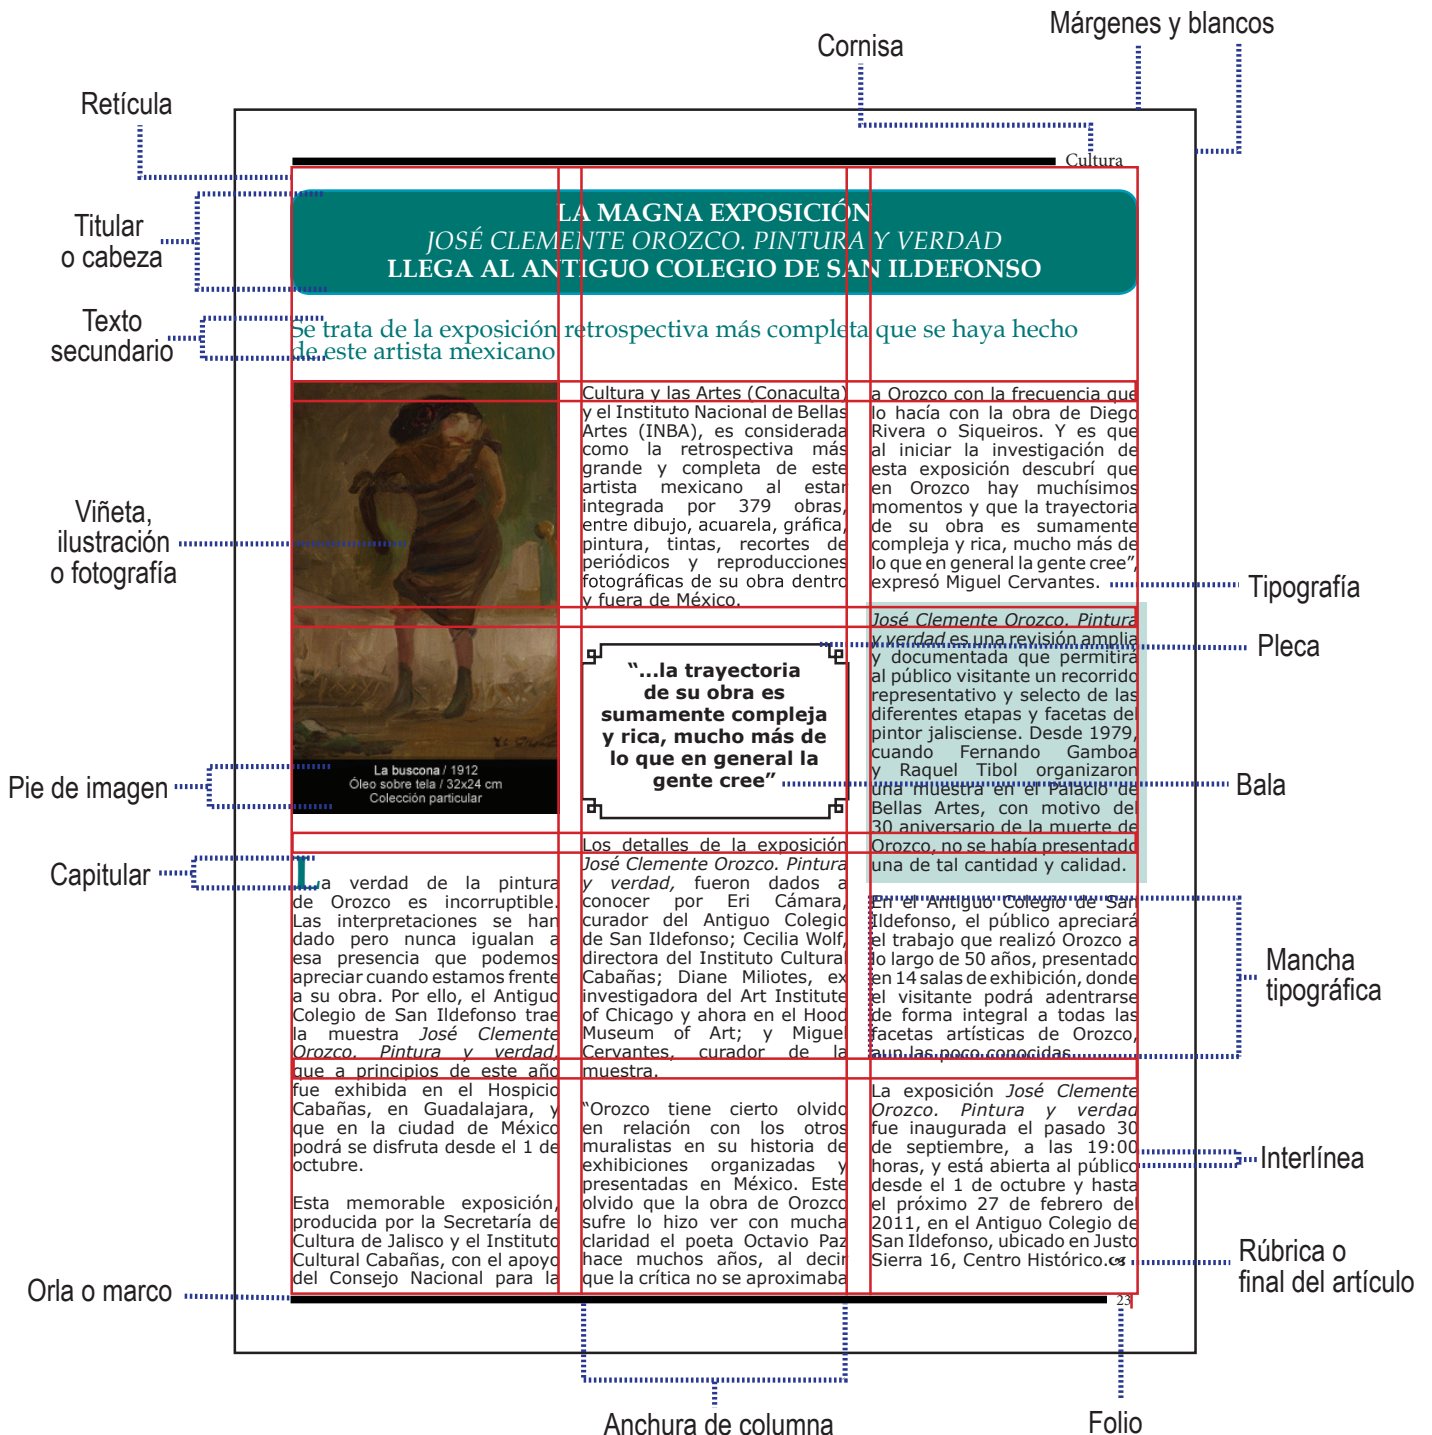 Márgenes y blancos
Cornisa
Retícula
Cultura
Titular
o cabeza
LA MAGNA EXPOSICIÓN
JOSÉ CLEMENTE OROZCO. PINTURA Y VERDAD
LLEGA AL ANTIGUO COLEGIO DE SAN ILDEFONSO
Texto
secundario
Se trata de la exposición retrospectiva más completa que se haya hecho
de este artista mexicano
Viñeta,
ilustración
o fotografía
Pie de imagen
La buscona / 1912
Óleo sobre tela / 32x24 cm
Colección particular
Capitular
La verdad de la pintura
de Orozco es incorruptible.
Las interpretaciones se han
dado pero nunca igualan a
esa presencia que podemos
apreciar cuando estamos frente
a su obra. Por ello, el Antiguo
Colegio de San Ildefonso trae
la muestra José Clemente
Orozco. Pintura y verdad,
que a principios de este año
fue exhibida en el Hospicio
Cabañas, en Guadalajara, y
que en la ciudad de México
podrá se disfruta desde el 1 de
octubre.
Esta memorable exposición,
producida por la Secretaría de
Cultura de Jalisco y el Instituto
Cultural Cabañas, con el apoyo
del Consejo Nacional para la
Cultura y las Artes (Conaculta)
y el Instituto Nacional de Bellas
Artes (INBA), es considerada
como la retrospectiva más
grande y completa de este
artista mexicano al estar
integrada por 379 obras,
entre dibujo, acuarela, gráfica,
pintura, tintas, recortes de
periódicos y reproducciones
fotográficas de su obra dentro
y fuera de México.
“...la trayectoria
de su obra es
sumamente compleja
y rica, mucho más de
lo que en general la
gente cree”
Los detalles de la exposición
José Clemente Orozco. Pintura
y verdad, fueron dados a
conocer por Eri Cámara,
curador del Antiguo Colegio
de San Ildefonso; Cecilia Wolf,
directora del Instituto Cultural
Cabañas; Diane Miliotes, ex
investigadora del Art Institute
of Chicago y ahora en el Hood
Museum of Art; y Miguel
Cervantes, curador de la
muestra.
“Orozco tiene cierto olvido
en relación con los otros
muralistas en su historia de
exhibiciones organizadas y
presentadas en México. Este
olvido que la obra de Orozco
sufre lo hizo ver con mucha
claridad el poeta Octavio Paz
hace muchos años, al decir
que la crítica no se aproximaba
a Orozco con la frecuencia que
lo hacía con la obra de Diego
Rivera o Siqueiros. Y es que
al iniciar la investigación de
esta exposición descubrí que
en Orozco hay muchísimos
momentos y que la trayectoria
de su obra es sumamente
compleja y rica, mucho más de
lo que en general la gente cree”,
expresó Miguel Cervantes.
José Clemente Orozco. Pintura
y verdad es una revisión amplia
y documentada que permitirá
al público visitante un recorrido
representativo y selecto de las
diferentes etapas y facetas del
pintor jalisciense. Desde 1979,
cuando Fernando Gamboa
y Raquel Tibol organizaron
una muestra en el Palacio de
Bellas Artes, con motivo del
30 aniversario de la muerte de
Orozco, no se había presentado
una de tal cantidad y calidad.
En el Antiguo Colegio de San
Ildefonso, el público apreciará
el trabajo que realizó Orozco a
lo largo de 50 años, presentado
en 14 salas de exhibición, donde
el visitante podrá adentrarse
de forma integral a todas las
facetas artísticas de Orozco,
aun las poco conocidas.
La exposición José Clemente
Orozco. Pintura y verdad
fue inaugurada el pasado 30
de septiembre, a las 19:00
horas, y está abierta al público
desde el 1 de octubre y hasta
el próximo 27 de febrero del
2011, en el Antiguo Colegio de
San Ildefonso, ubicado en Justo
Sierra 16, Centro Histórico.
Tipografía
Pleca
Bala
Mancha
tipográfica
Interlínea
Rúbrica o
final del artículo
Orla o marco
23
Anchura de columna
Folio